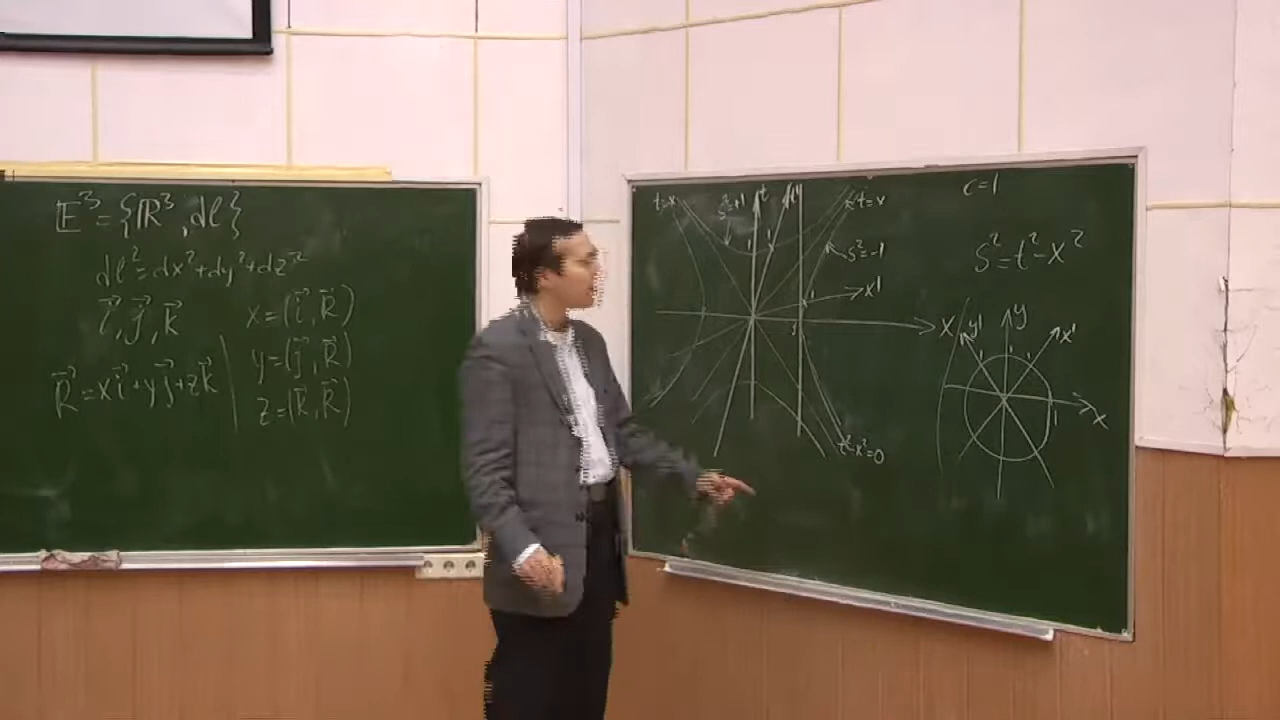 E³ = {R³, dl}
dl² = dx² + dy² + dz²
i⃗, j⃗, k⃗
R⃗ = xi⃗ + yj⃗ + zk⃗
x = (i⃗, R⃗)
y = (j⃗, R⃗)
z = (k⃗, R⃗)
c=1
S² = t² - x²
t=-x
S²=+1
t
t'
t=x
S²=-1
x'
x
t²-x²=0
y'
y
x'
x
1